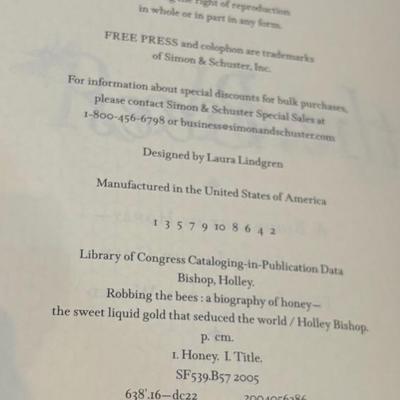 the right of reproduction
in whole or in part in any form.
FREE PRESS and colophon are trademarks
of Simon & Schuster, Inc.
For information about special discounts for bulk purchases,
please contact Simon & Schuster Special Sales at
1-800-456-6798 or business@simonandschuster.com
Designed by Laura Lindgren
Manufactured in the United States of America
1 3 5 7 9 10 8 6 4 2
Library of Congress Cataloging-in-Publication Data
Bishop, Holley.
Robbing the bees : a biography of honey—
the sweet liquid gold that seduced the world / Holley Bishop.
p. cm.
1. Honey. I. Title.
SF539.B57 2005
638'.16—dc22 2004056286